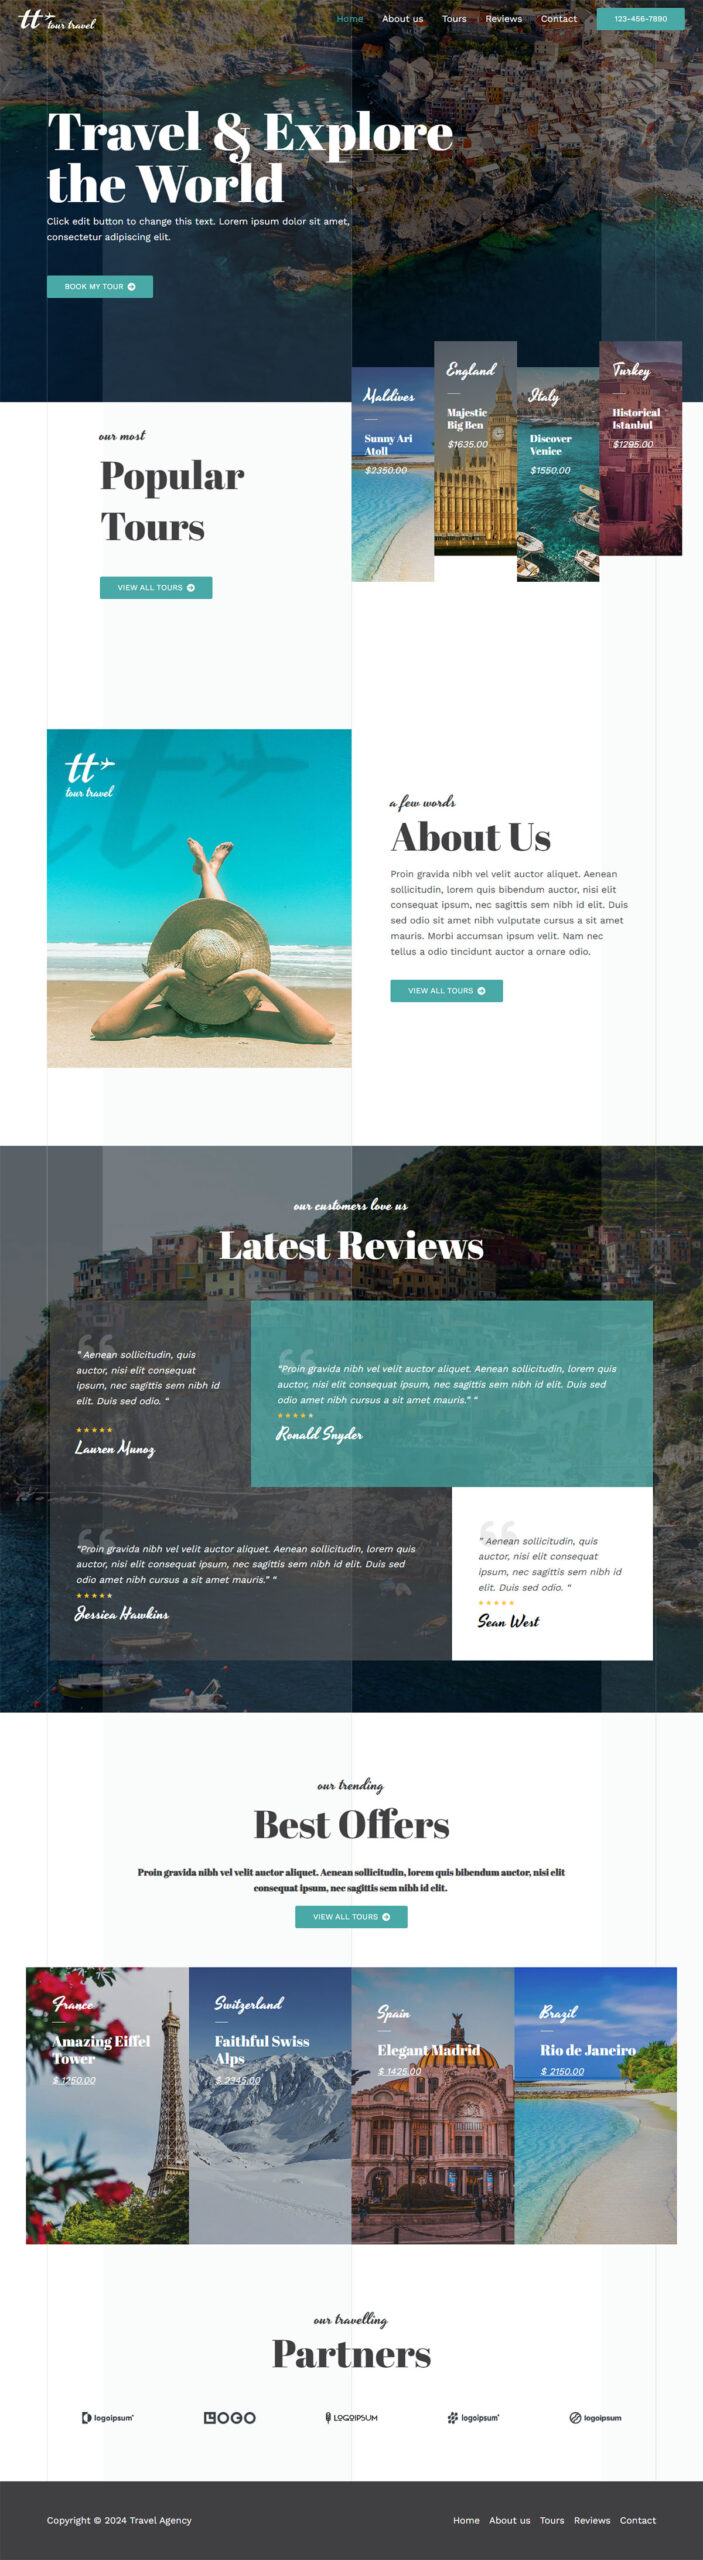 tt
tour travel
Home About us Tours Reviews Contact 123-456-7890
Travel & Explore
the World
Click edit button to change this text. Lorem ipsum dolor sit amet,
consectetur adipiscing elit.
BOOK MY TOUR
Maldives
Sunny Ari
Atoll
$2350.00
England
Majestic
Big Ben
$1635.00
Italy
Discover
Venice
$1550.00
Turkey
Historical
Istanbul
$1295.00
our most
Popular
Tours
VIEW ALL TOURS
tt
tour travel
a few words
About Us
Proin gravida nibh vel velit auctor aliquet. Aenean
sollicitudin, lorem quis bibendum auctor, nisi elit
consequat ipsum, nec sagittis sem nibh id elit. Duis
sed odio sit amet nibh vulputate cursus a sit amet
mauris. Morbi accumsan ipsum velit. Nam nec
tellus a odio tincidunt auctor a ornare odio.
VIEW ALL TOURS
our customers love us
Latest Reviews
“ Aenean sollicitudin, quis
auctor, nisi elit consequat
ipsum, nec sagittis sem nibh id
elit. Duis sed odio. “
Lauren Munoz
“Proin gravida nibh vel velit auctor aliquet. Aenean sollicitudin, lorem quis
auctor, nisi elit consequat ipsum, nec sagittis sem nibh id elit. Duis sed
odio amet nibh cursus a sit amet mauris.” “
Ronald Snyder
“Proin gravida nibh vel velit auctor aliquet. Aenean sollicitudin, lorem quis
auctor, nisi elit consequat ipsum, nec sagittis sem nibh id elit. Duis sed
odio amet nibh cursus a sit amet mauris.” “
Jessica Hawkins
“ Aenean sollicitudin, quis
auctor, nisi elit consequat
ipsum, nec sagittis sem nibh id
elit. Duis sed odio. “
Sean West
our trending
Best Offers
Proin gravida nibh vel velit auctor aliquet. Aenean sollicitudin, lorem quis bibendum auctor, nisi elit
consequat ipsum, nec sagittis sem nibh id elit.
VIEW ALL TOURS
France
Amazing Eiffel
Tower
$ 1250.00
Switzerland
Faithful Swiss
Alps
$ 2345.00
Spain
Elegant Madrid
$ 1425.00
Brazil
Rio de Janeiro
$ 2150.00
our travelling
Partners
logoipsum LOGO LOGOIPSUM logoipsum logoipsum
Copyright © 2024 Travel Agency
Home About us Tours Reviews Contact